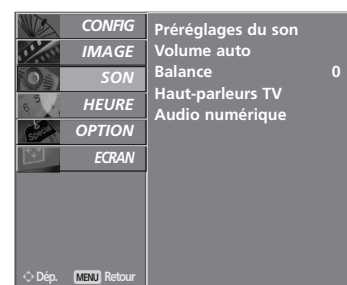 CONFIG
IMAGE
SON
HEURE
OPTION
ECRAN
Préréglages du son
Volume auto
Balance 0
Haut-parleurs TV
Audio numérique
Special
Dép. MENU Retour